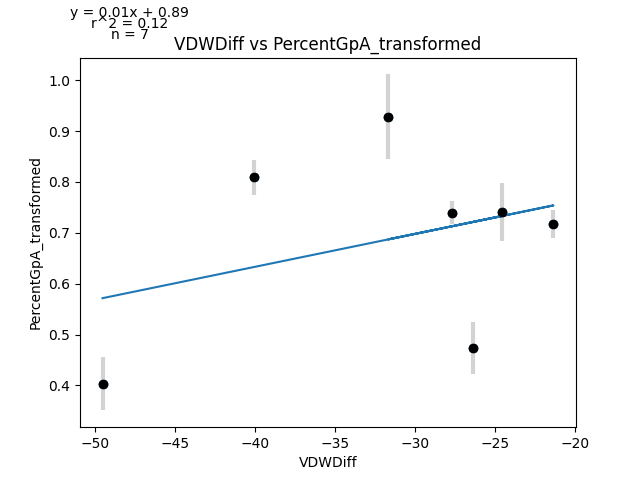 y = 0.01x + 0.89
r^2 = 0.12
n = 7
VDWDiff vs PercentGpA_transformed
PercentGpA_transformed
1.0
0.9
0.8
0.7
0.6
0.5
0.4
−50 −45 −40 −35 −30 −25 −20
VDWDiff